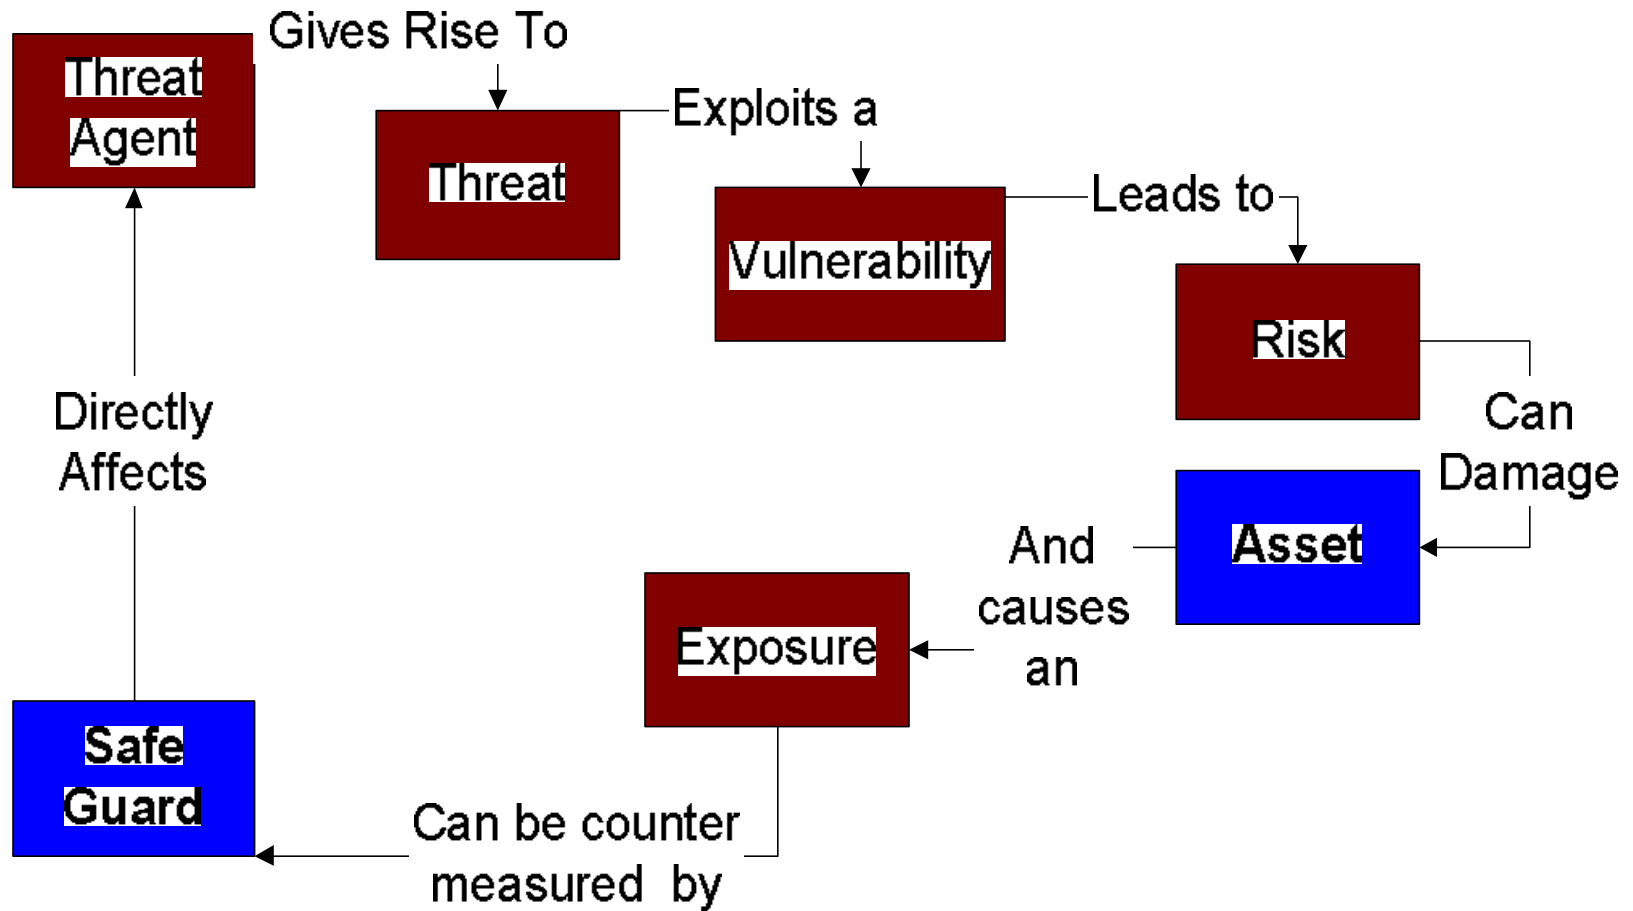 Gives Rise To
Threat
Agent
Exploits a
Threat
Leads to
Vulnerability
Risk
Can
Damage
Directly
Affects
Asset
And
causes
an
Exposure
Safe
Guard
Can be counter
measured by